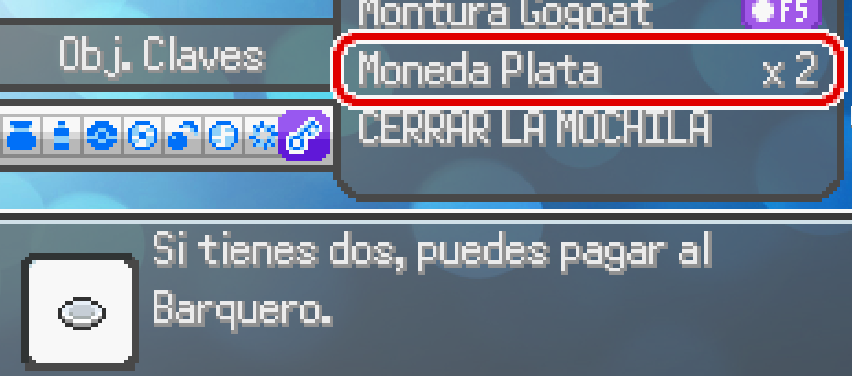 Montura Gogoat F5
Obj. Claves
Moneda Plata x 2
CERRAR LA MOCHILA
Si tienes dos, puedes pagar al
Barquero.